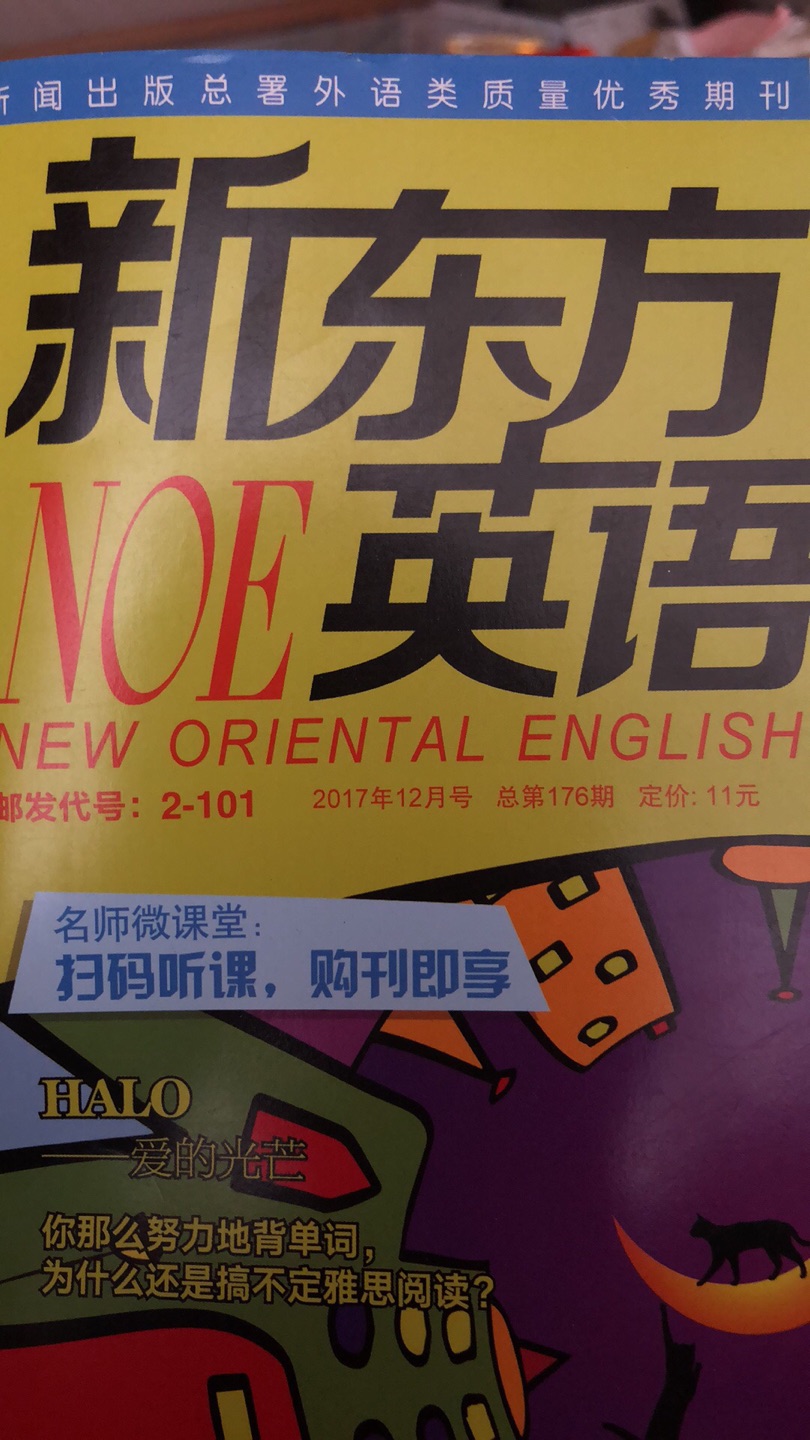 新闻出版总署外语类质量优秀期刊
新东方
NOE英语
NEW ORIENTAL ENGLISH
邮发代号：2-101 2017年12月号 总第176期 定价: 11元
名师微课堂：
扫码听课，购刊即享
HALO
——爱的光芒
你那么努力地背单词，
为什么还是搞不定雅思阅读？